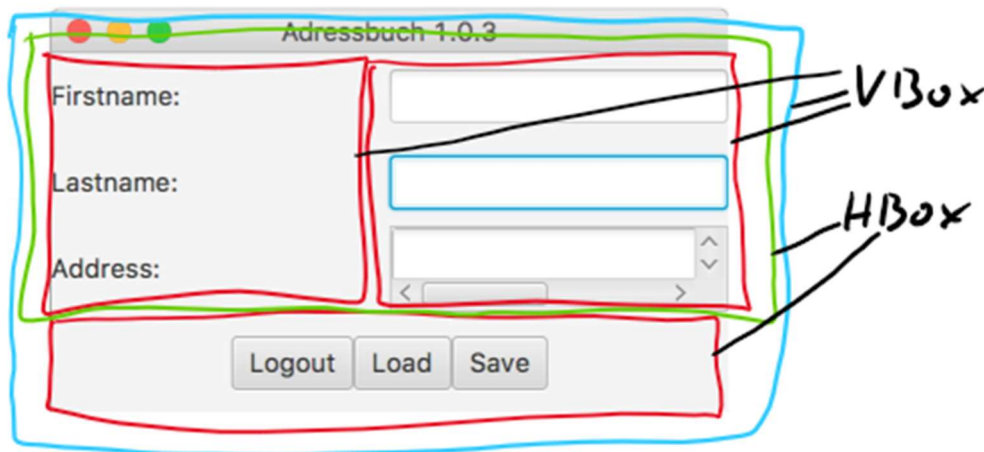 Adressbuch 1.0.3
Firstname:
VBox
Lastname:
HBox
Address:
Logout Load Save